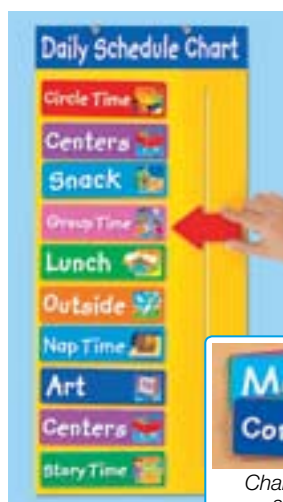 Daily Schedule Chart
Circle Time
Centers
Snack
Group Time
Lunch
Outside
Nap Time
Art
Centers
Story Time